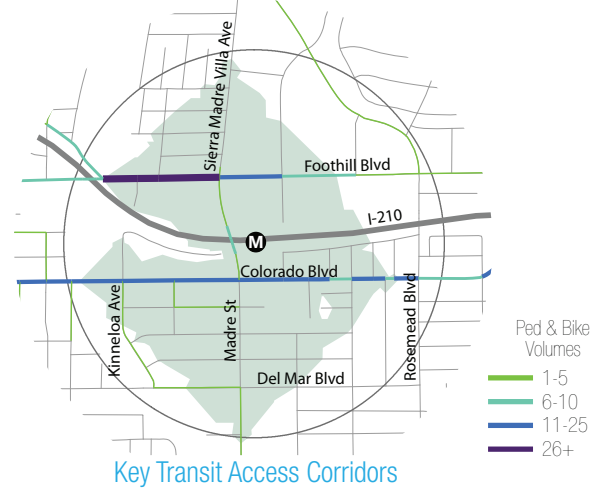 Sierra Madre Villa Ave
Foothill Blvd
I-210
M
Colorado Blvd
Kinneloa Ave
Madre St
Rosemead Blvd
Del Mar Blvd
Ped & Bike
Volumes
1-5
6-10
11-25
26+
Key Transit Access Corridors